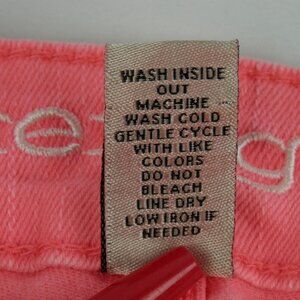 WASH INSIDE
OUT
MACHINE
WASH COLD
GENTLE CYCLE
WITH LIKE
COLORS
DO NOT
BLEACH
LINE DRY
LOW IRON IF
NEEDED